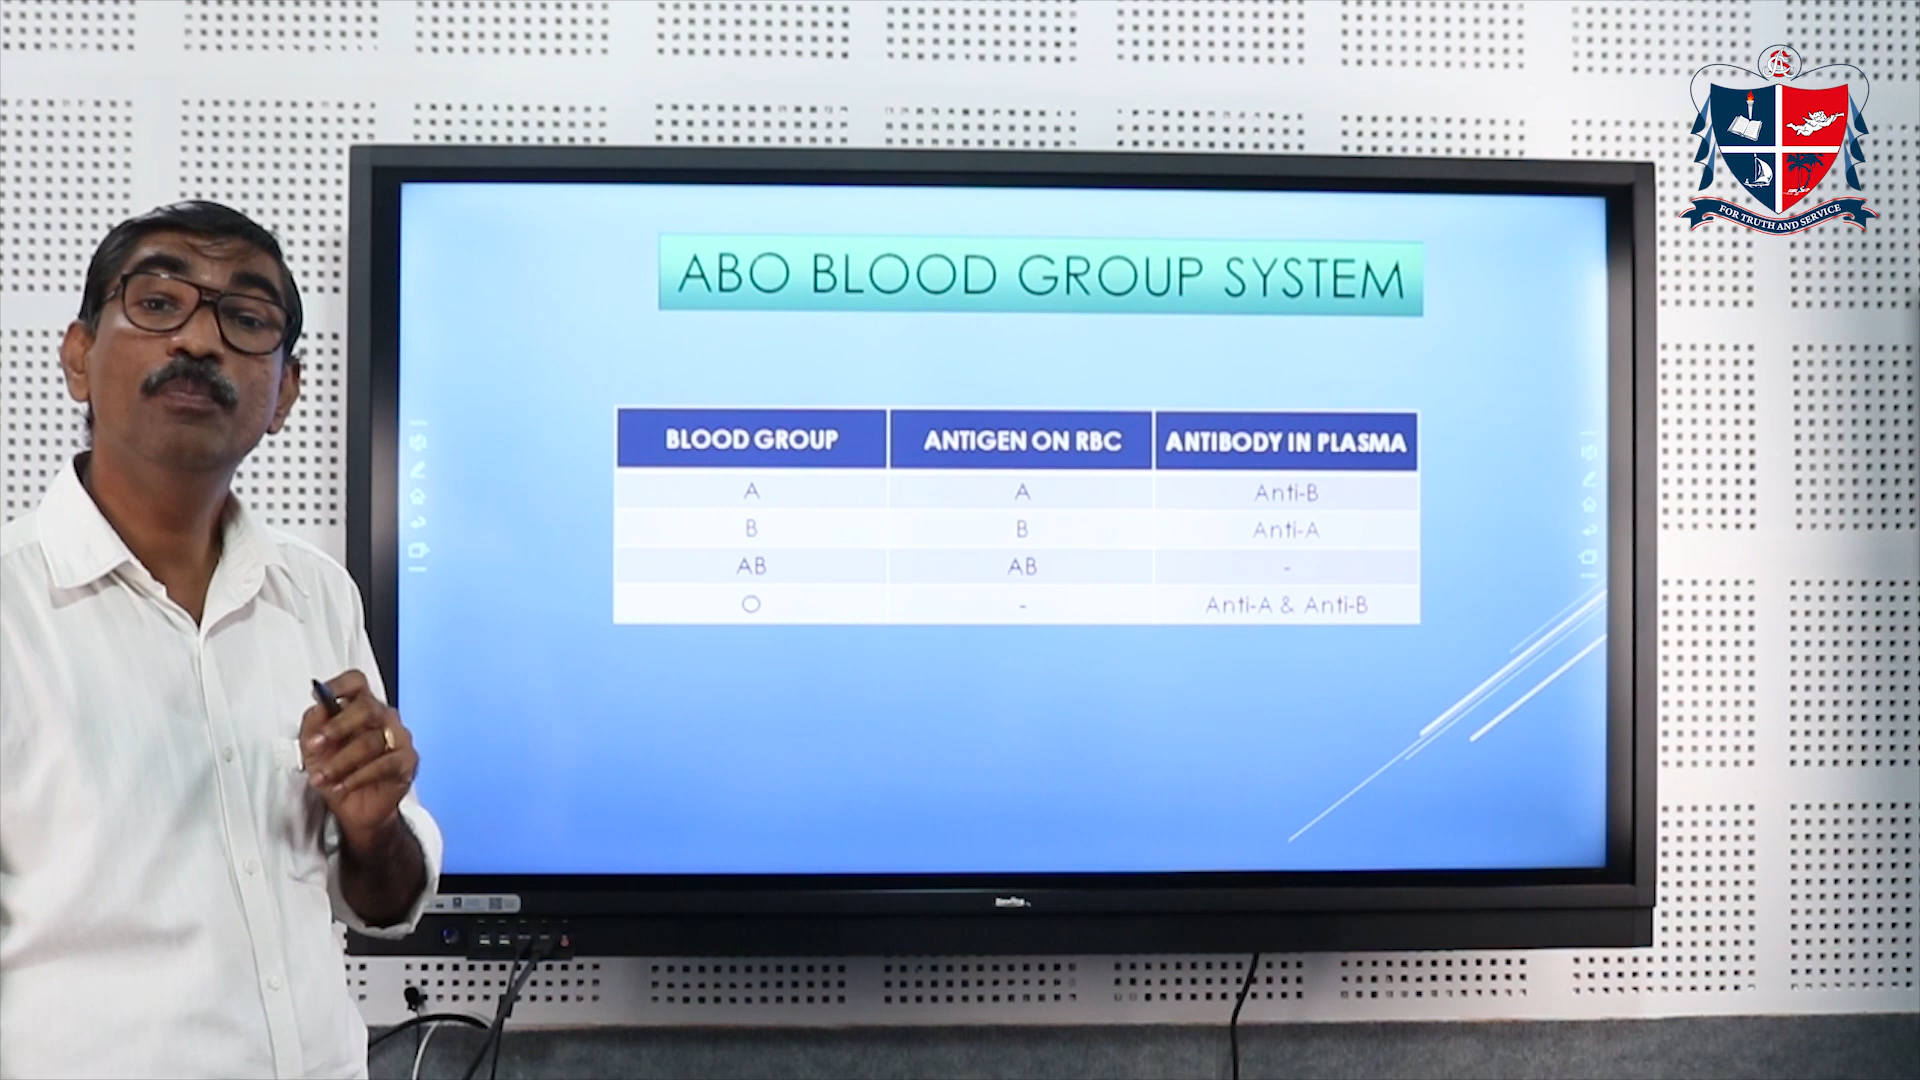 FOR TRUTH AND SERVICE
ABO BLOOD GROUP SYSTEM
BLOOD GROUP ANTIGEN ON RBC ANTIBODY IN PLASMA
A A Anti-B
B B Anti-A
AB AB -
O - Anti-A & Anti-B